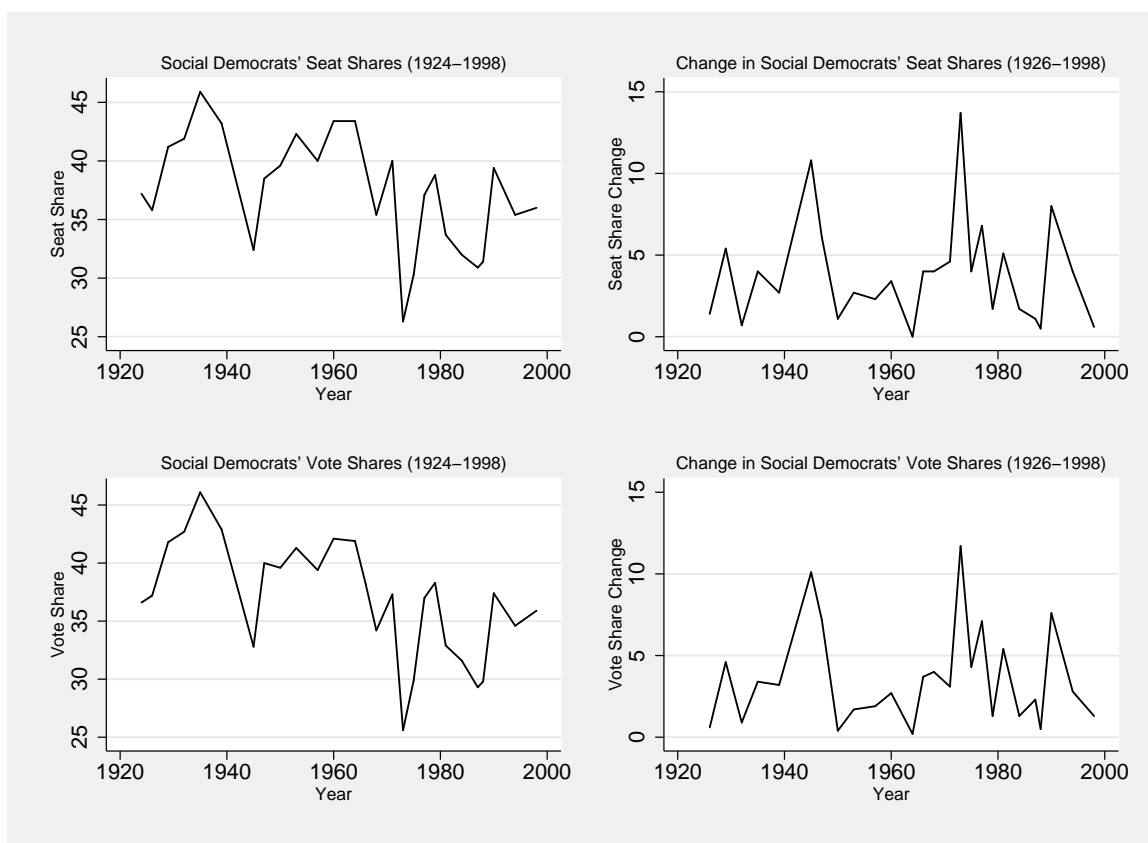 Social Democrats’ Seat Shares (1924–1998)
Seat Share
45
40
35
30
25
1920 1940 1960 1980 2000
Year
Change in Social Democrats’ Seat Shares (1926–1998)
Seat Share Change
15
10
5
0
1920 1940 1960 1980 2000
Year
Social Democrats’ Vote Shares (1924–1998)
Vote Share
45
40
35
30
25
1920 1940 1960 1980 2000
Year
Change in Social Democrats’ Vote Shares (1926–1998)
Vote Share Change
15
10
5
0
1920 1940 1960 1980 2000
Year